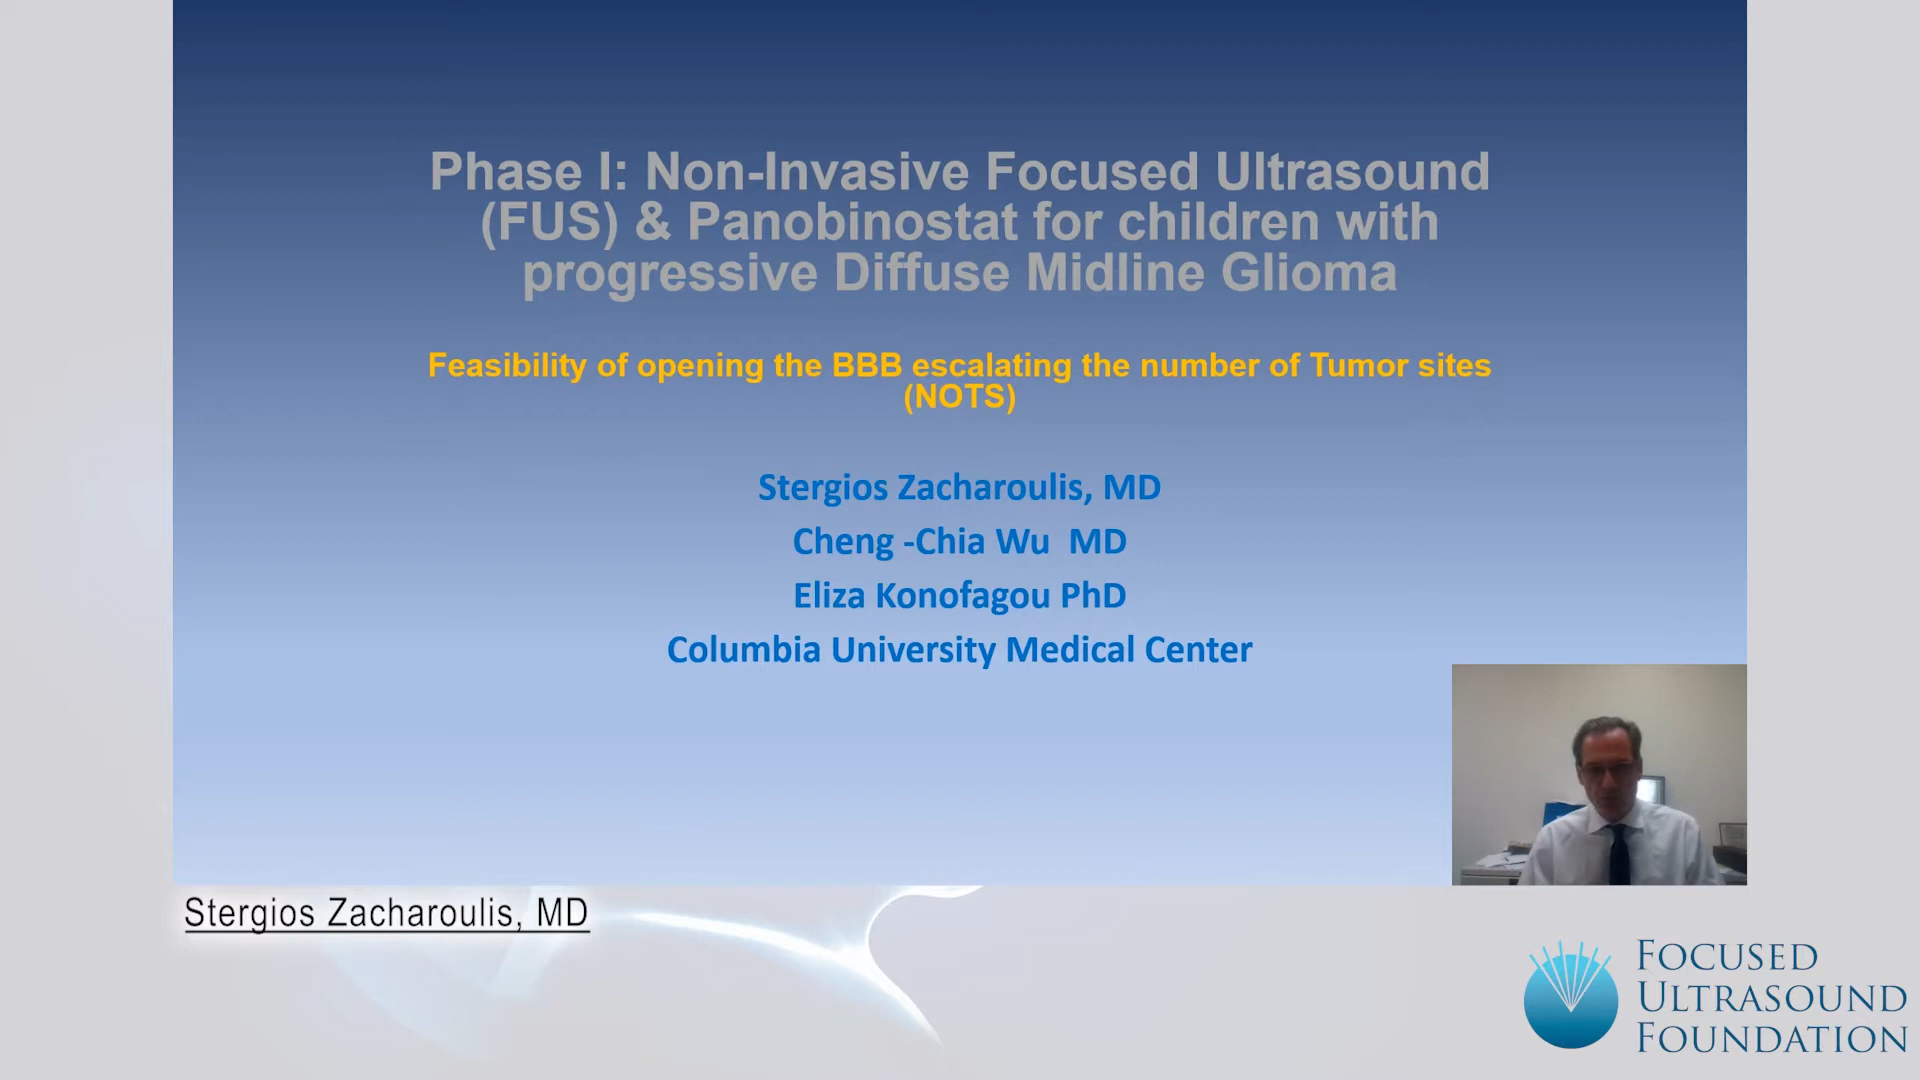 Phase I: Non-Invasive Focused Ultrasound
(FUS) & Panobinostat for children with
progressive Diffuse Midline Glioma
Feasibility of opening the BBB escalating the number of Tumor sites
(NOTS)
Stergios Zacharoulis, MD
Cheng -Chia Wu  MD
Eliza Konofagou PhD
Columbia University Medical Center
Stergios Zacharoulis, MD
FOCUSED
ULTRASOUND
FOUNDATION